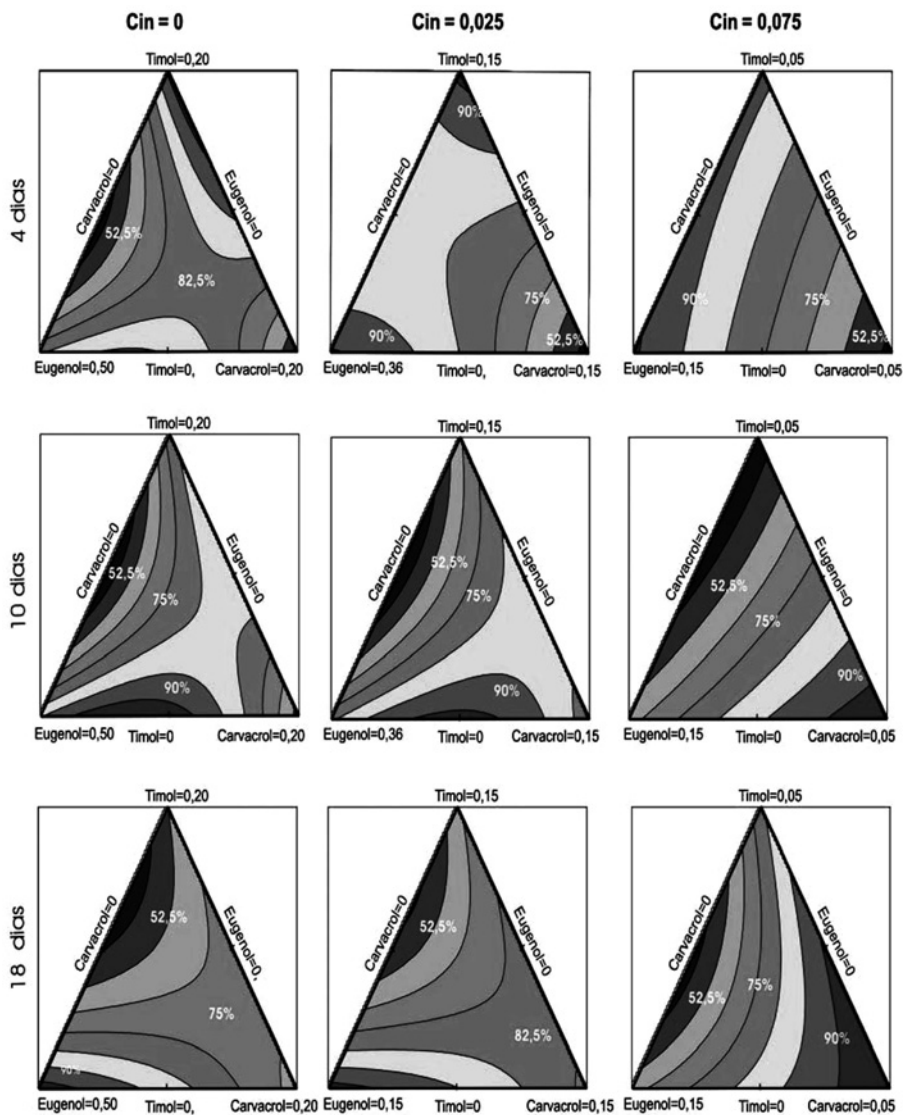 Cin = 0 Cin = 0,025 Cin = 0,075
Timol=0,20 Timol=0,15 Timol=0,05
4 dias
Carvacrol=0 Eugenol=0 52,5% 82,5%
Carvacrol=0 Eugenol=0 90% 75% 90% 52,5%
Carvacrol=0 Eugenol=0 90% 75% 52,5%
Eugenol=0,50 Timol=0, Carvacrol=0,20 Eugenol=0,36 Timol=0, Carvacrol=0,15 Eugenol=0,15 Timol=0 Carvacrol=0,05
Timol=0,20 Timol=0,15 Timol=0,05
10 dias
Carvacrol=0 Eugenol=0 52,5% 75% 90%
Carvacrol=0 Eugenol=0 52,5% 75% 90%
Carvacrol=0 Eugenol=0 52,5% 75% 90%
Eugenol=0,50 Timol=0 Carvacrol=0,20 Eugenol=0,36 Timol=0 Carvacrol=0,15 Eugenol=0,15 Timol=0 Carvacrol=0,05
Timol=0,20 Timol=0,15 Timol=0,05
18 dias
Carvacrol=0 Eugenol=0, 52,5% 75% 90%
Carvacrol=0 Eugenol=0 52,5% 82,5%
Carvacrol=0 Eugenol=0 52,5% 75% 90%
Eugenol=0,50 Timol=0, Carvacrol=0,20 Eugenol=0,15 Timol=0 Carvacrol=0,15 Eugenol=0,15 Timol=0 Carvacrol=0,05